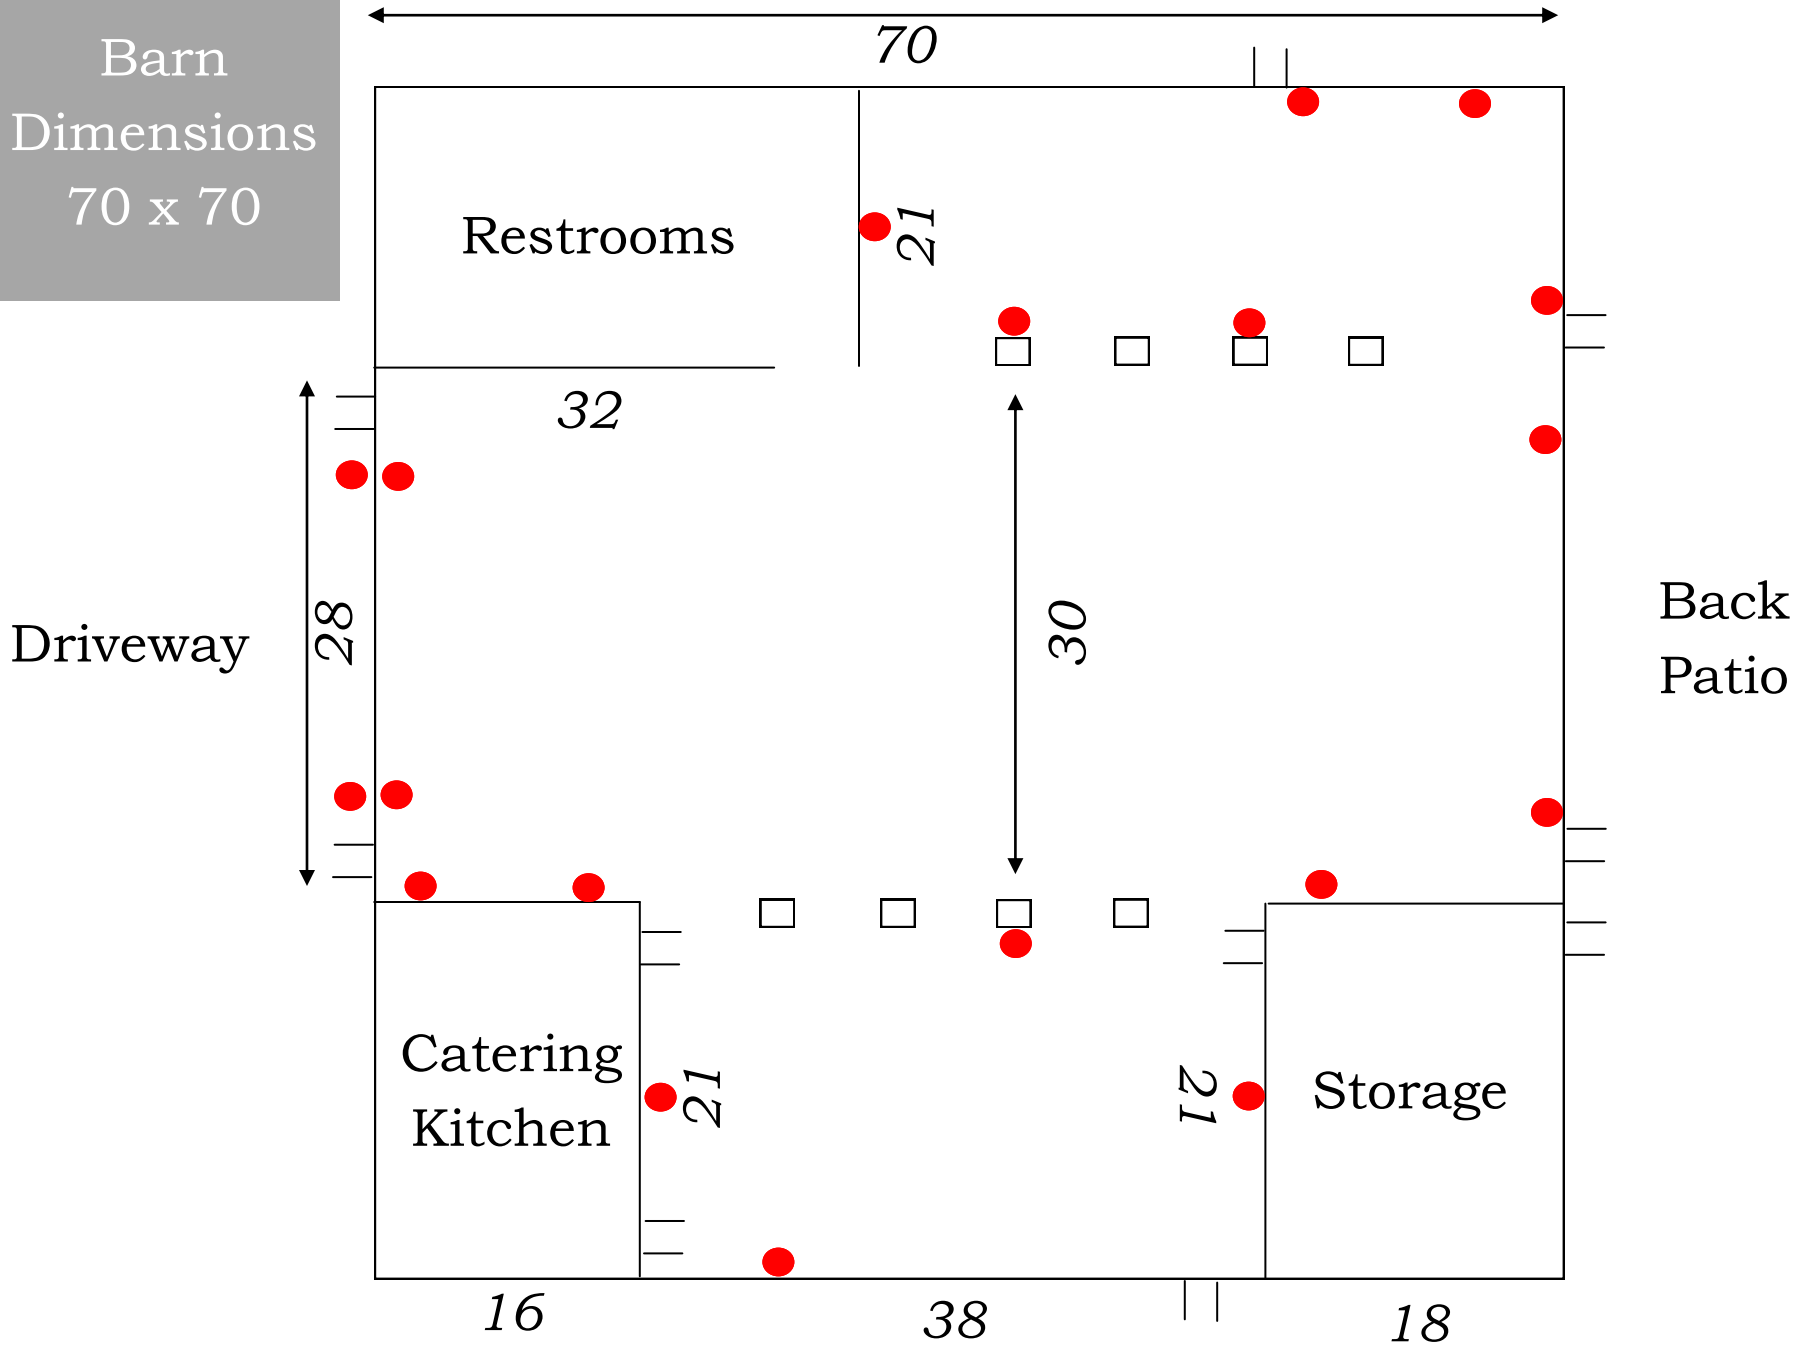 Barn
Dimensions
70 x 70
70
Restrooms
21
32
28
30
Driveway
Back
Patio
Catering
Kitchen
21
21
Storage
16
38
18